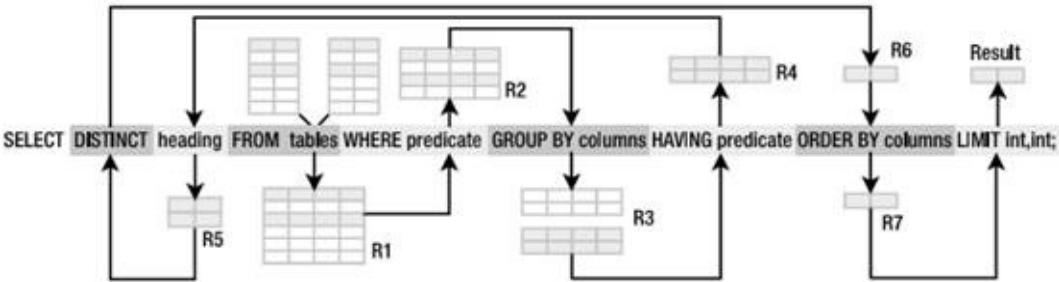 R6
Result
R4
R2
SELECT DISTINCT heading FROM tables WHERE predicate GROUP BY columns HAVING predicate ORDER BY columns LIMIT int,int;
R3
R7
R5
R1